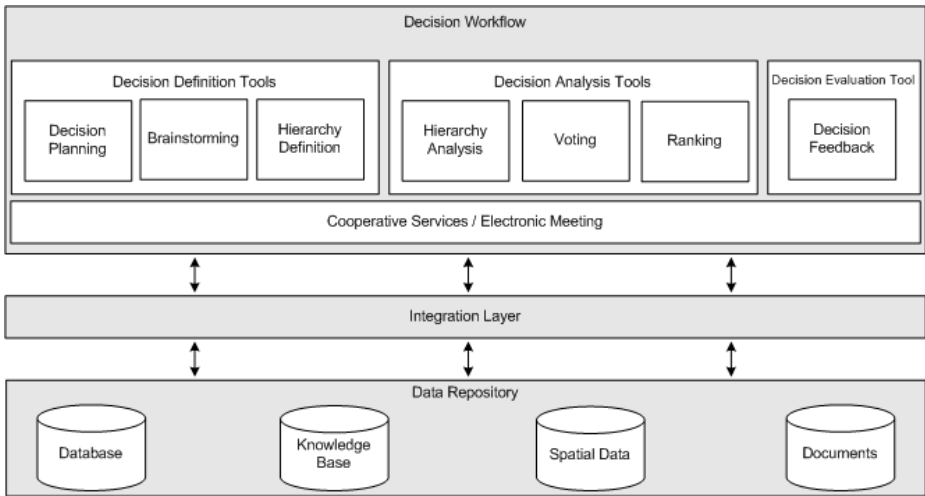 Decision Workflow
Decision Definition Tools
Decision
Planning
Brainstorming
Hierarchy
Definition
Decision Analysis Tools
Hierarchy
Analysis
Voting
Ranking
Decision Evaluation Tool
Decision
Feedback
Cooperative Services / Electronic Meeting
Integration Layer
Data Repository
Database
Knowledge
Base
Spatial Data
Documents